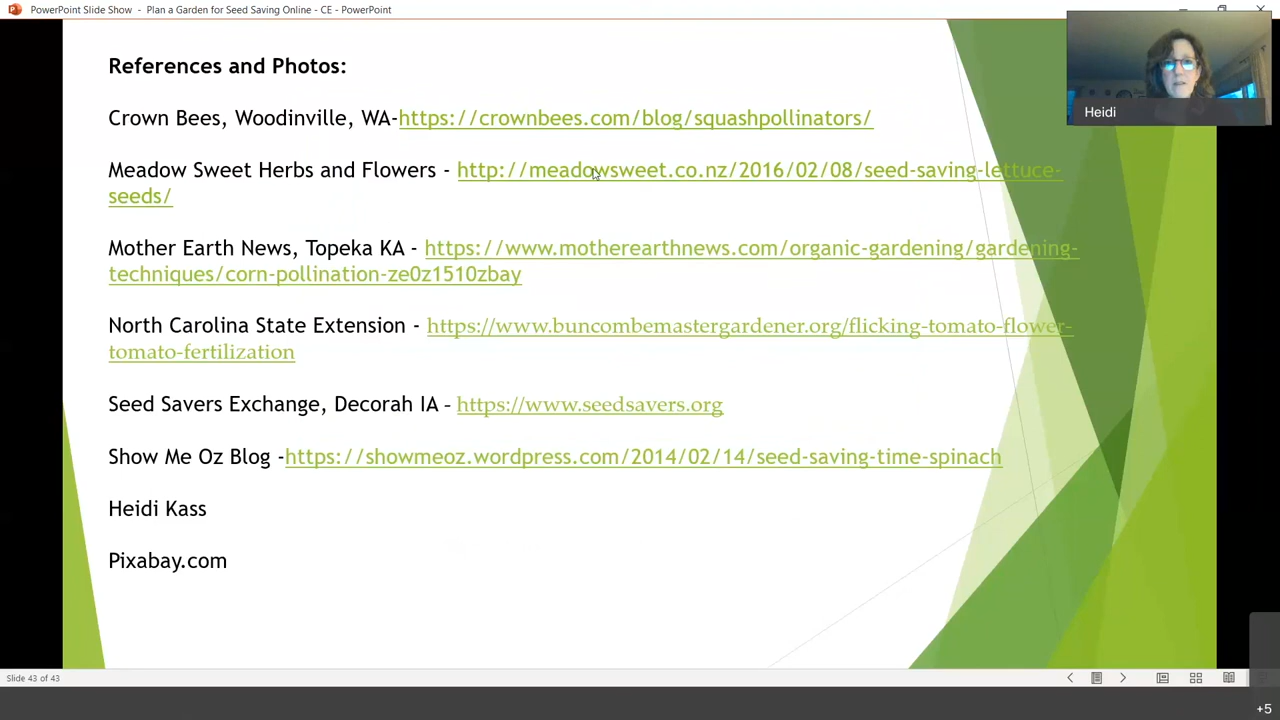 PowerPoint Slide Show - Plan a Garden for Seed Saving Online - CE - PowerPoint
References and Photos:
Heidi
Crown Bees, Woodinville, WA-https://crownbees.com/blog/squashpollinators/
Meadow Sweet Herbs and Flowers - http://meadowsweet.co.nz/2016/02/08/seed-saving-lettuce-
seeds/
Mother Earth News, Topeka KA - https://www.motherearthnews.com/organic-gardening/gardening-
techniques/corn-pollination-ze0z1510zbay
North Carolina State Extension - https://www.buncombemastergardener.org/flicking-tomato-flower-
tomato-fertilization
Seed Savers Exchange, Decorah IA – https://www.seedsavers.org
Show Me Oz Blog -https://showmeoz.wordpress.com/2014/02/14/seed-saving-time-spinach
Heidi Kass
Pixabay.com
Slide 43 of 43
+5